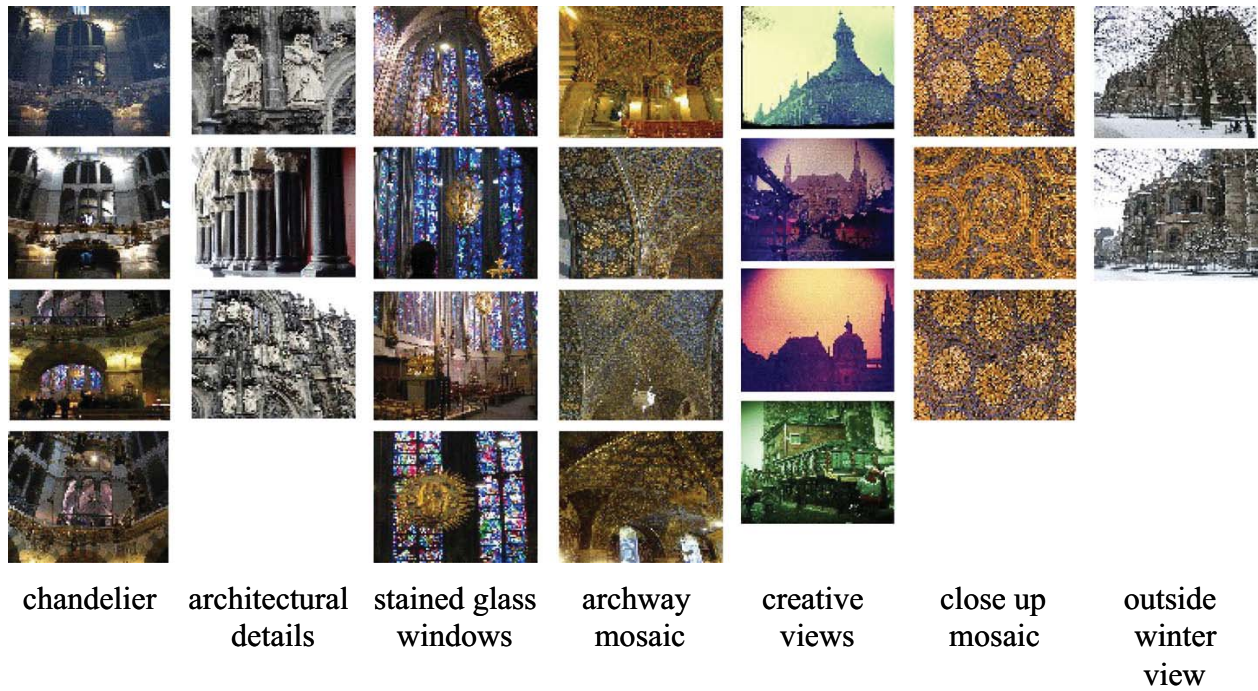 chandelier
architectural
details
stained glass
windows
archway
mosaic
creative
views
close up
mosaic
outside
winter
view